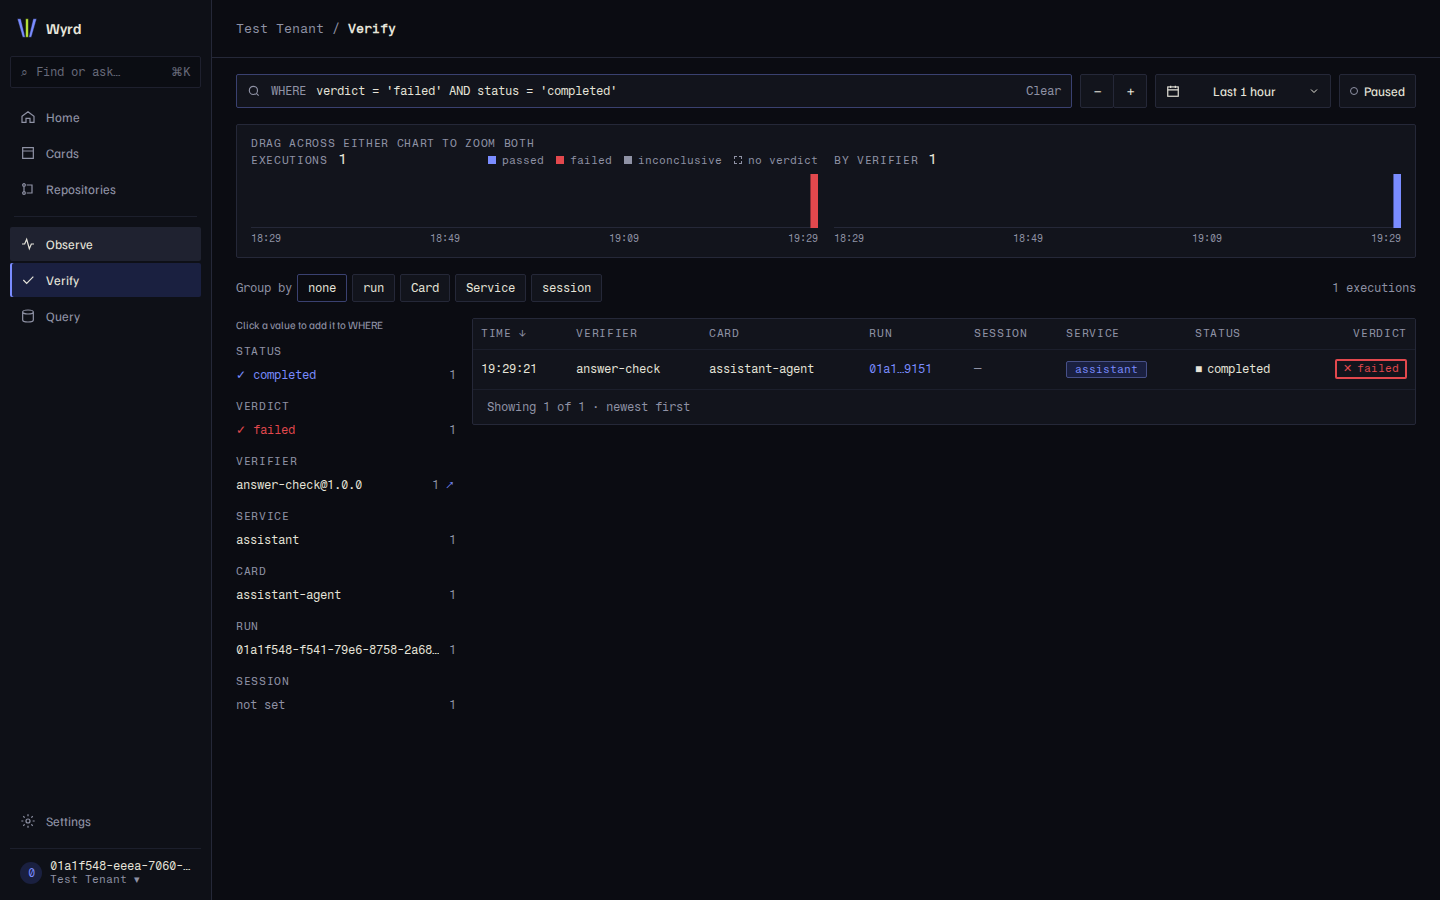 Wyrd
Find or ask… ⌘K
Home
Cards
Repositories
Observe
Verify
Query
Settings
0 01a1f548-eeea-7060-…
Test Tenant ▾
Test Tenant / Verify
WHERE verdict = 'failed' AND status = 'completed' Clear
− + Last 1 hour Paused
DRAG ACROSS EITHER CHART TO ZOOM BOTH
EXECUTIONS 1 passed failed inconclusive no verdict
18:29 18:49 19:09 19:29
BY VERIFIER 1
18:29 18:49 19:09 19:29
Group by none run Card Service session 1 executions
Click a value to add it to WHERE
STATUS
✓ completed 1
VERDICT
✓ failed 1
VERIFIER
answer-check@1.0.0 1 ↗
SERVICE
assistant 1
CARD
assistant-agent 1
RUN
01a1f548-f541-79e6-8758-2a68… 1
SESSION
not set 1
TIME ↓ VERIFIER CARD RUN SESSION SERVICE STATUS VERDICT
19:29:21 answer-check assistant-agent 01a1…9151 — assistant ■ completed ✕ failed
Showing 1 of 1 · newest first